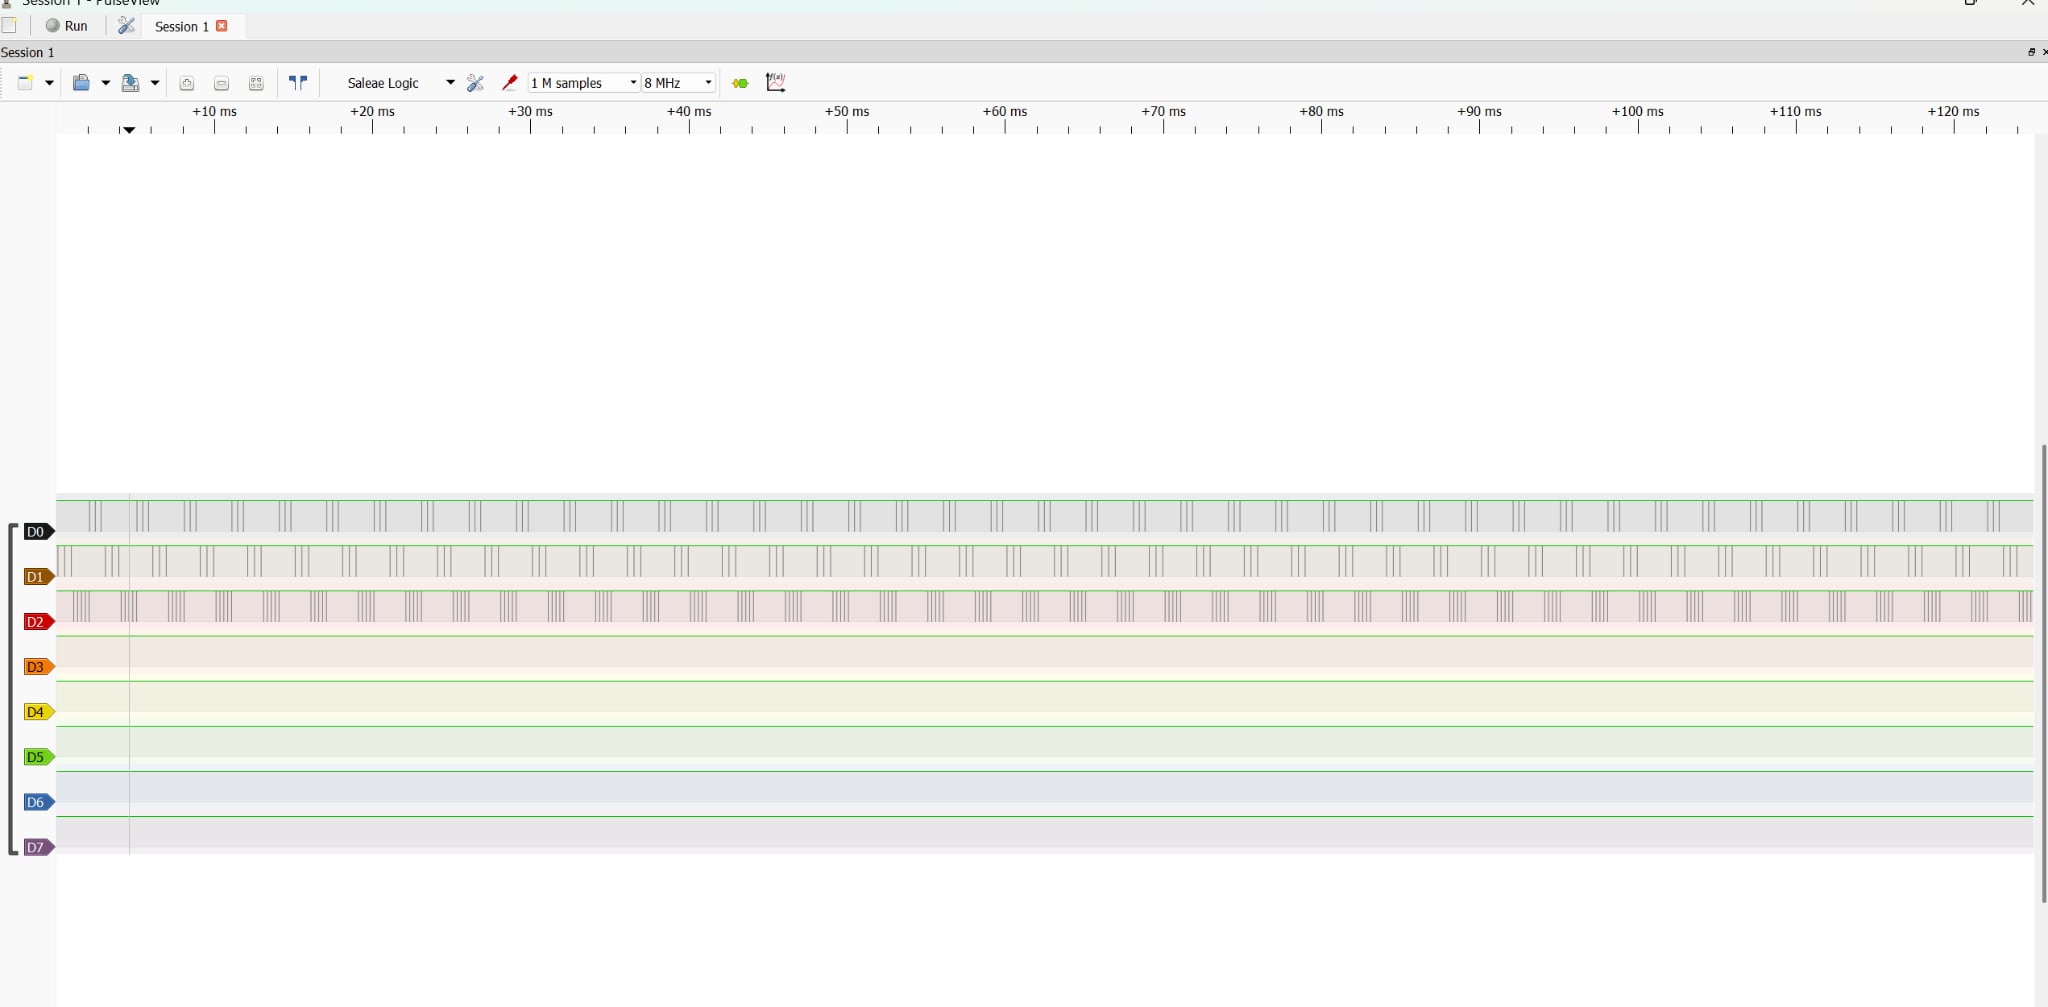 Session 1 - PulseView
Run
Session 1
Session 1
Saleae Logic
1 M samples
8 MHz
f(x)
+10 ms
+20 ms
+30 ms
+40 ms
+50 ms
+60 ms
+70 ms
+80 ms
+90 ms
+100 ms
+110 ms
+120 ms
D0
D1
D2
D3
D4
D5
D6
D7